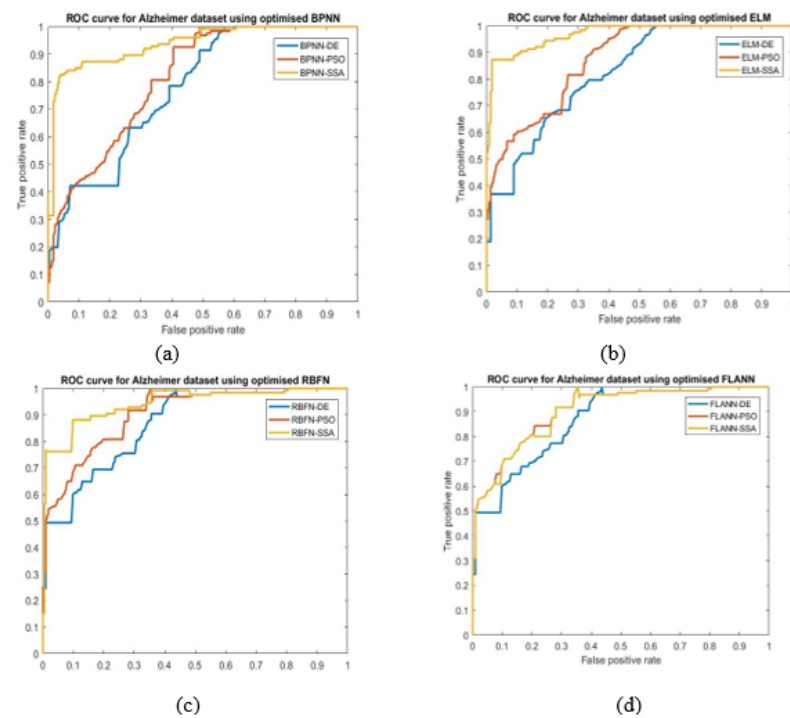 ROC curve for Alzheimer dataset using optimised BPNN
1
0.9
0.8
0.7
0.6
0.5
0.4
0.3
0.2
0.1
0
True positive rate
BPNN-DE
BPNN-PSO
BPNN-SSA
0 0.1 0.2 0.3 0.4 0.5 0.6 0.7 0.8 0.9 1
False positive rate
(a)
ROC curve for Alzheimer dataset using optimised ELM
1
0.9
0.8
0.7
0.6
0.5
0.4
0.3
0.2
0.1
0
True positive rate
ELM-DE
ELM-PSO
ELM-SSA
0 0.1 0.2 0.3 0.4 0.5 0.6 0.7 0.8 0.9 1
False positive rate
(b)
ROC curve for Alzheimer dataset using optimised RBFN
1
0.9
0.8
0.7
0.6
0.5
0.4
0.3
0.2
0.1
0
RBFN-DE
RBFN-PSO
RBFN-SSA
0 0.1 0.2 0.3 0.4 0.5 0.6 0.7 0.8 0.9 1
(c)
ROC curve for Alzheimer dataset using optimised FLANN
1
0.9
0.8
0.7
0.6
0.5
0.4
0.3
0.2
0.1
0
True positive rate
FLANN-DE
FLANN-PSO
FLANN-SSA
0 0.1 0.2 0.3 0.4 0.5 0.6 0.7 0.8 0.9 1
False positive rate
(d)